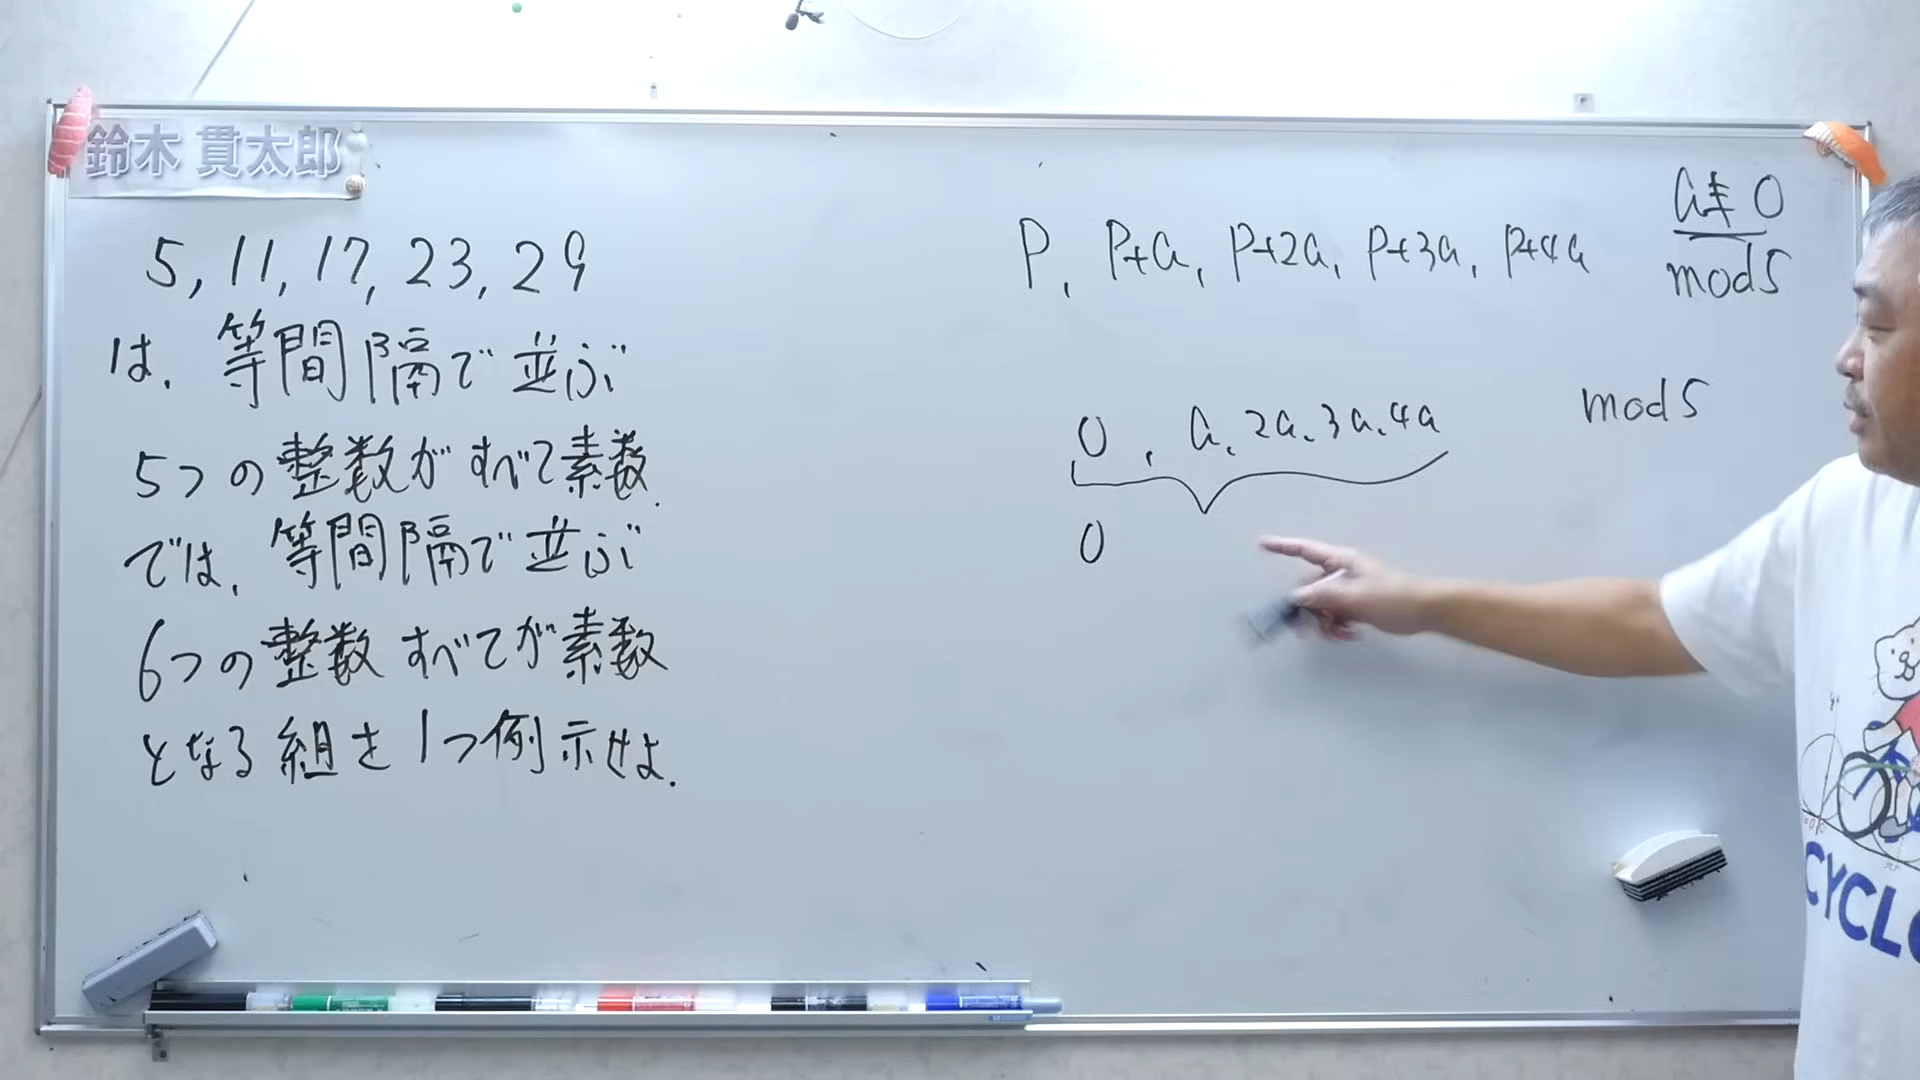 鈴木 貫太郎
5, 11, 17, 23, 29
は、等間隔で並ぶ
5つの整数がすべて素数.
では、等間隔で並ぶ
6つの整数すべてが素数
となる組を1つ例示せよ.
P, P+a, P+2a, P+3a, P+4a
a≢0
mod5
0, a, 2a, 3a, 4a
mod5
0
CYCL